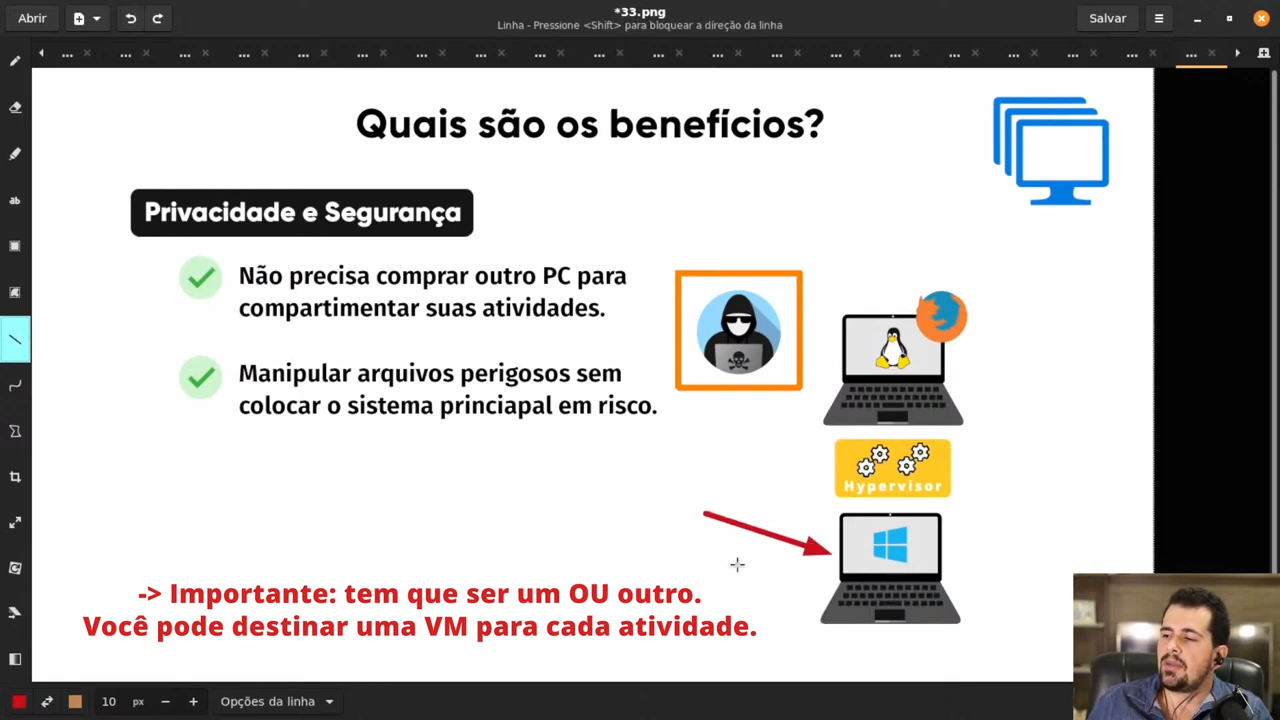 Abrir
*33.png
Linha - Pressione <Shift> para bloquear a direção da linha
Salvar
Quais são os benefícios?
Privacidade e Segurança
Não precisa comprar outro PC para
compartimentar suas atividades.
Manipular arquivos perigosos sem
colocar o sistema princiapal em risco.
Hypervisor
-> Importante: tem que ser um OU outro.
Você pode destinar uma VM para cada atividade.
ab
10 px
Opções da linha